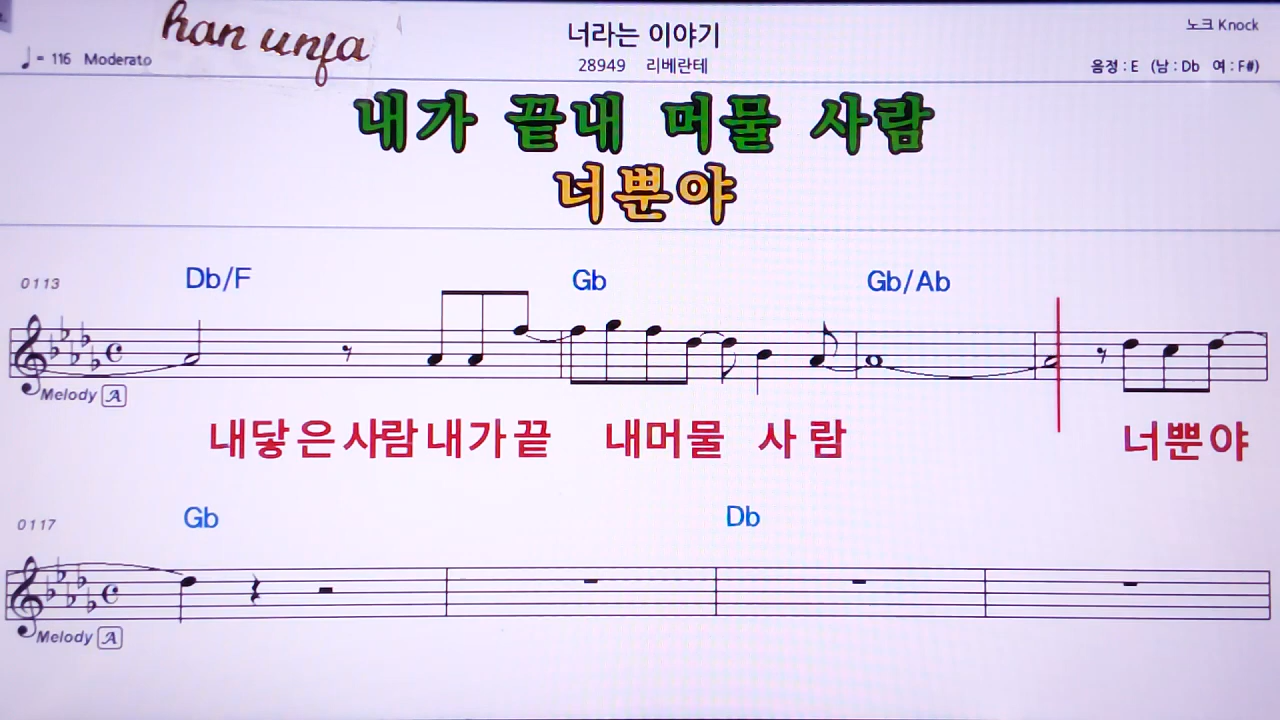 han unja
너라는 이야기
노크 Knock
♩= 116 Moderato
28949 리베란테
음정 : E (남 : Db 여 : F#)
내가 끝내 머물 사람
너뿐야
0113 Db/F Gb Gb/Ab
Melody A
내닿은사람내가끝 내머물 사람 너뿐야
0117 Gb Db
Melody A